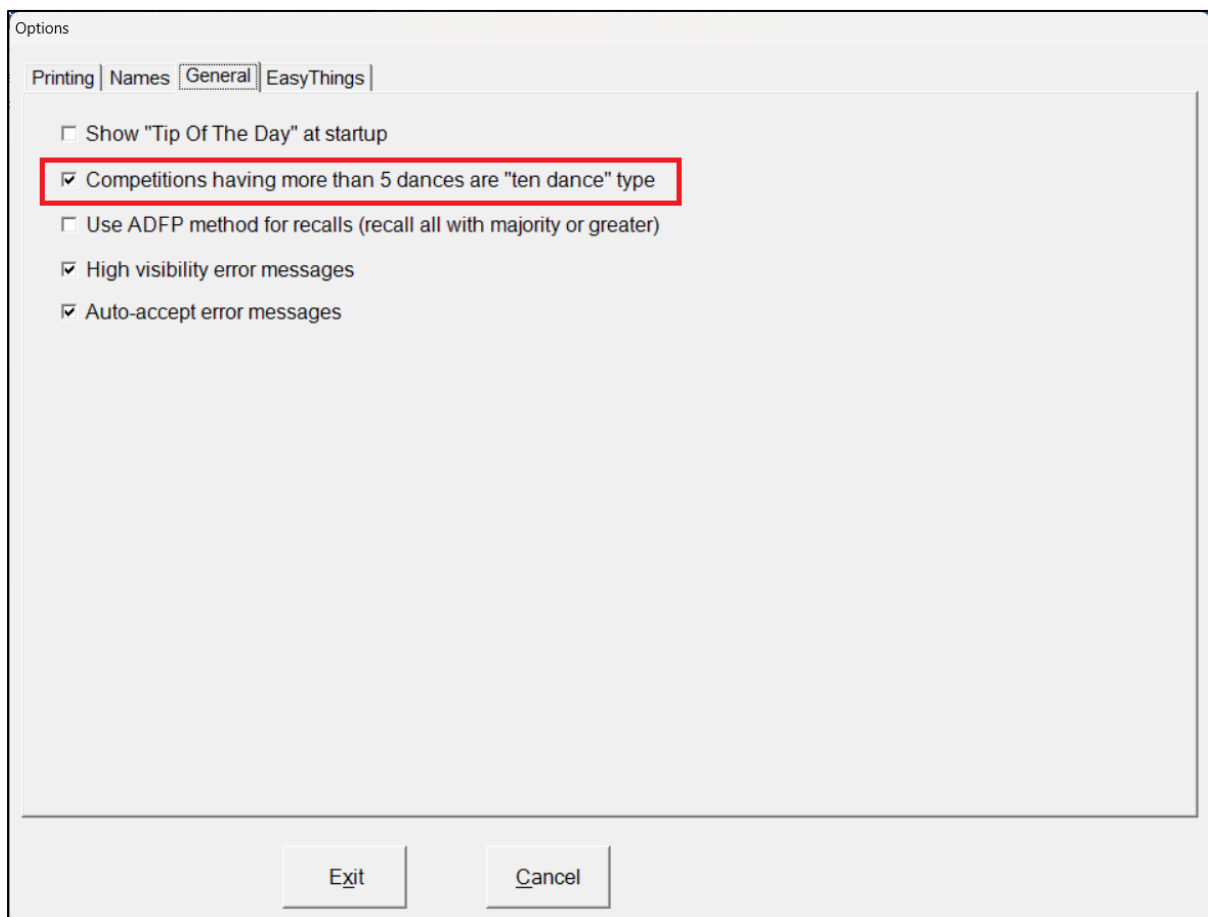 Options
Printing Names General EasyThings
Show "Tip Of The Day" at startup
Competitions having more than 5 dances are "ten dance" type
Use ADFP method for recalls (recall all with majority or greater)
High visibility error messages
Auto-accept error messages
Exit Cancel